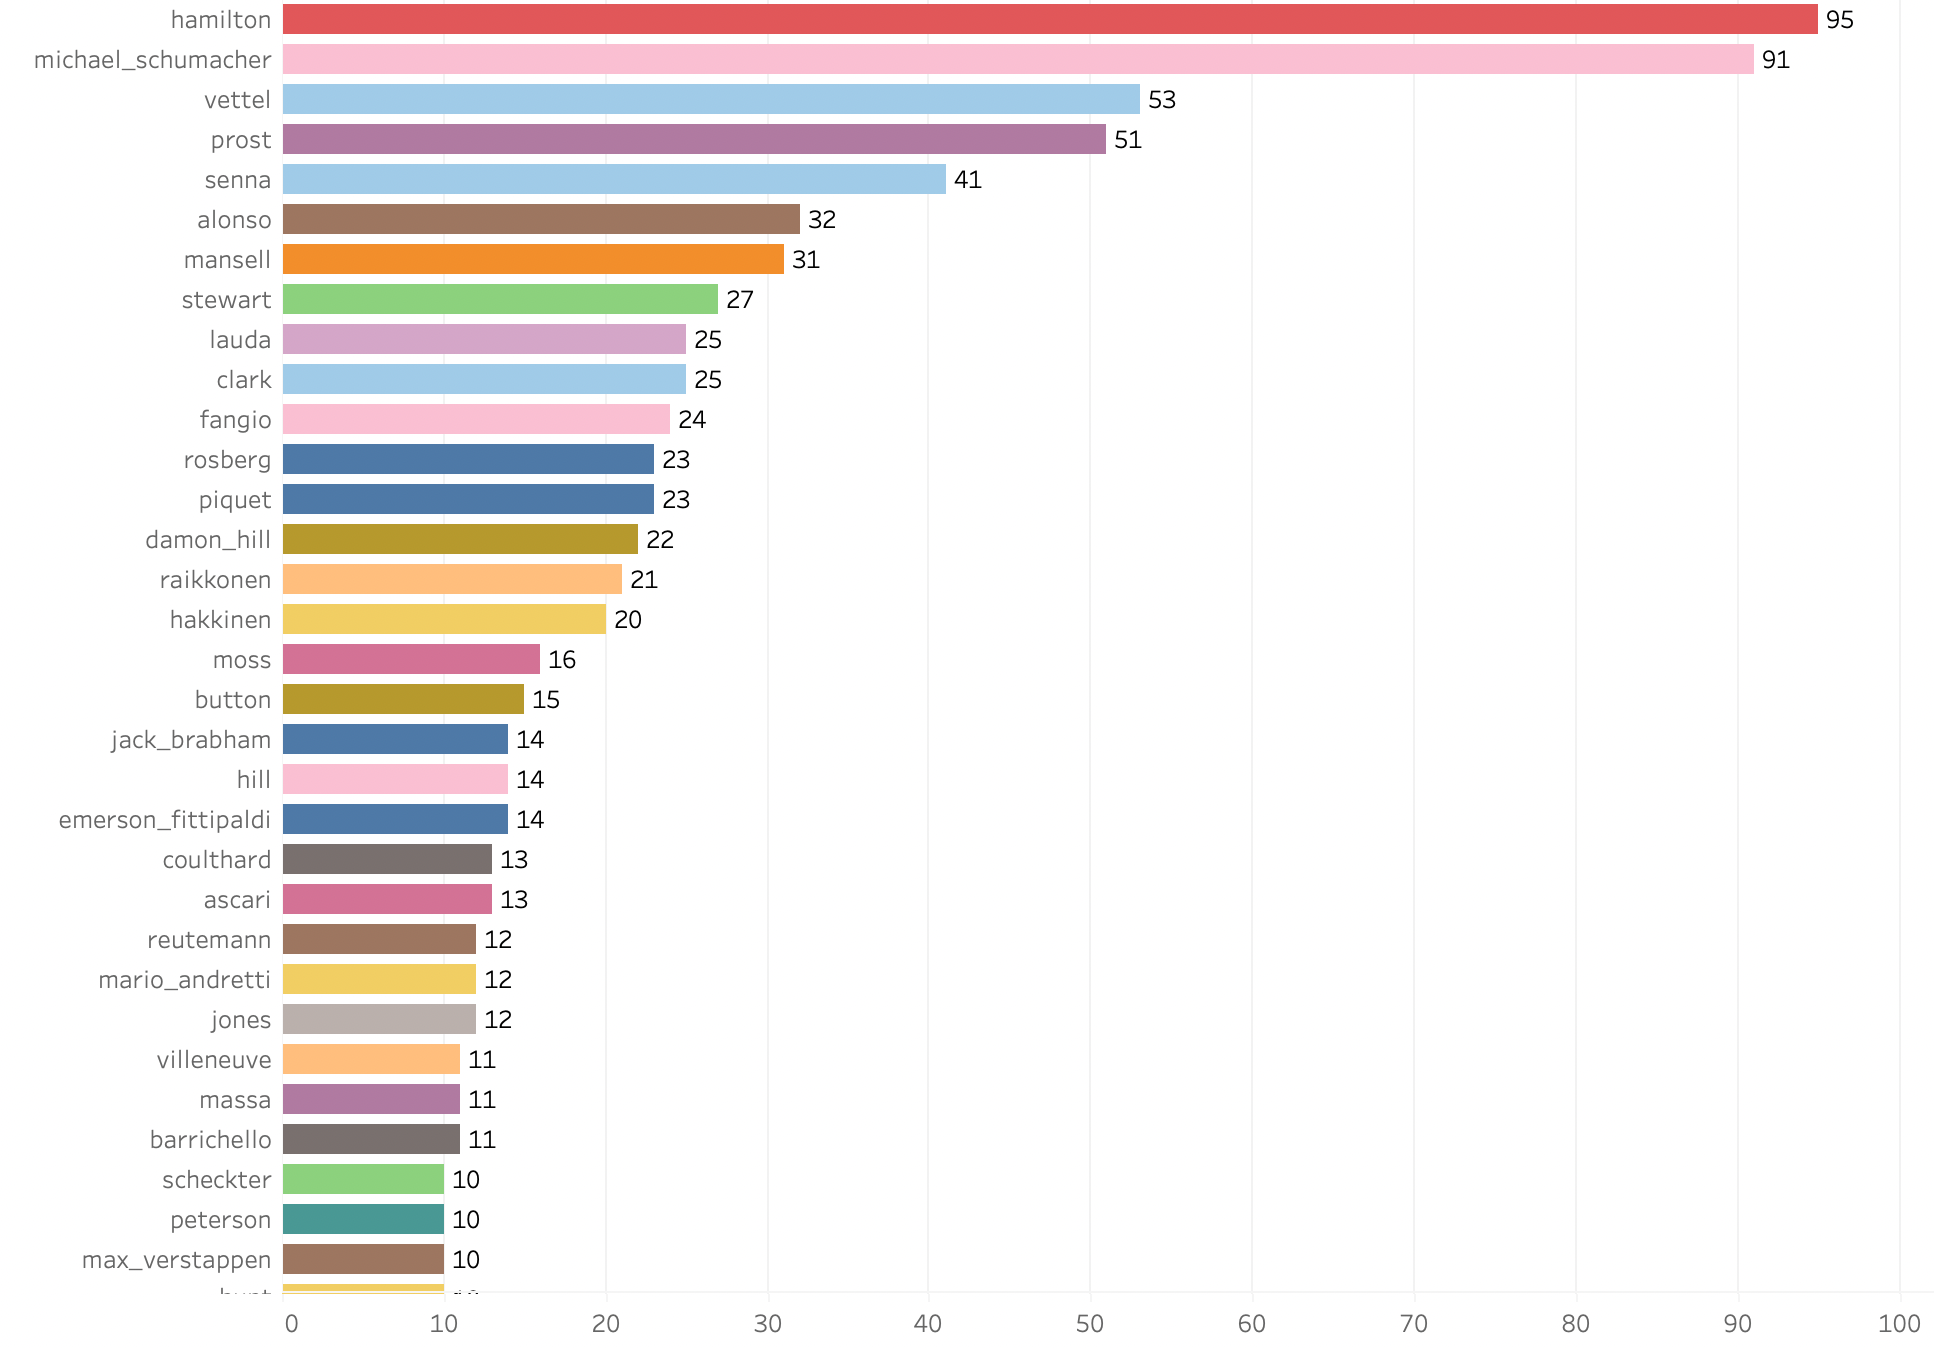 hamilton 95
michael_schumacher 91
vettel 53
prost 51
senna 41
alonso 32
mansell 31
stewart 27
lauda 25
clark 25
fangio 24
rosberg 23
piquet 23
damon_hill 22
raikkonen 21
hakkinen 20
moss 16
button 15
jack_brabham 14
hill 14
emerson_fittipaldi 14
coulthard 13
ascari 13
reutemann 12
mario_andretti 12
jones 12
villeneuve 11
massa 11
barrichello 11
scheckter 10
peterson 10
max_verstappen 10
0 10 20 30 40 50 60 70 80 90 100